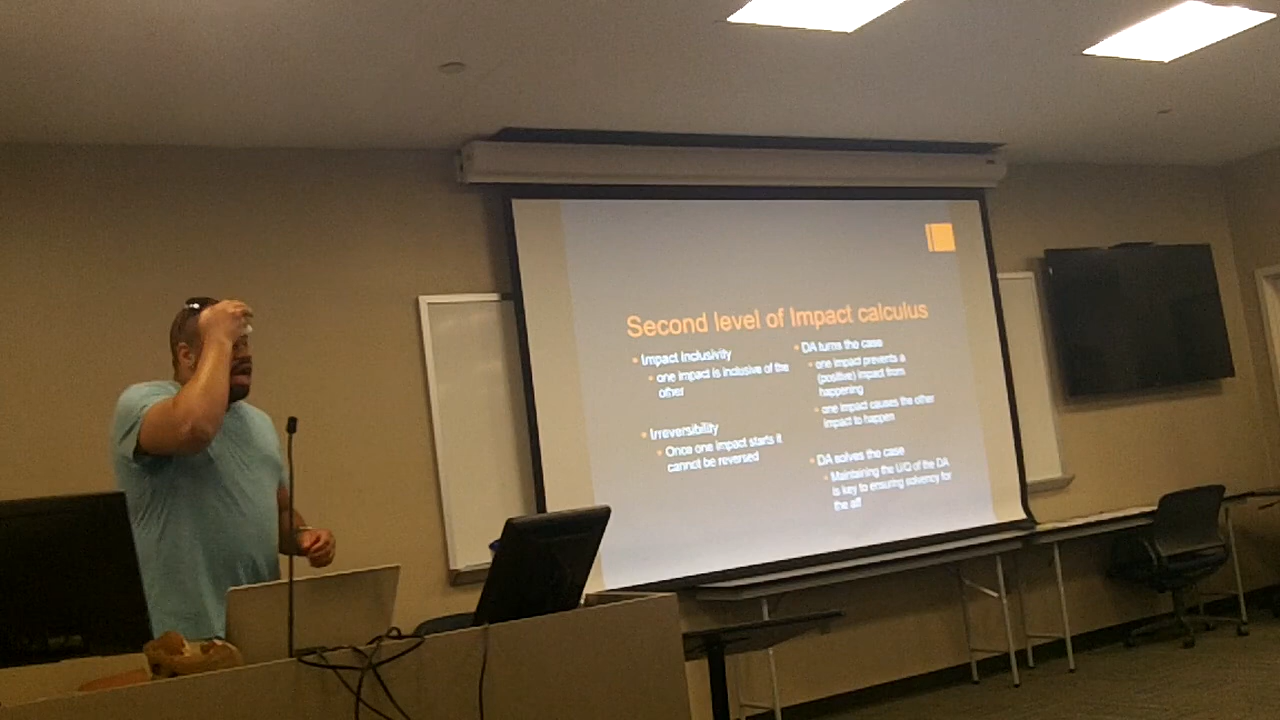 Second level of Impact calculus
Impact Inclusivity
one impact is inclusive of the
other
Irreversibility
Once one impact starts it
cannot be reversed
DA turns the case
one impact prevents a
(positive) impact from
happening
one impact causes the other
impact to happen
DA solves the case
Maintaining the U/Q of the DA
is key to ensuring solvency for
the aff